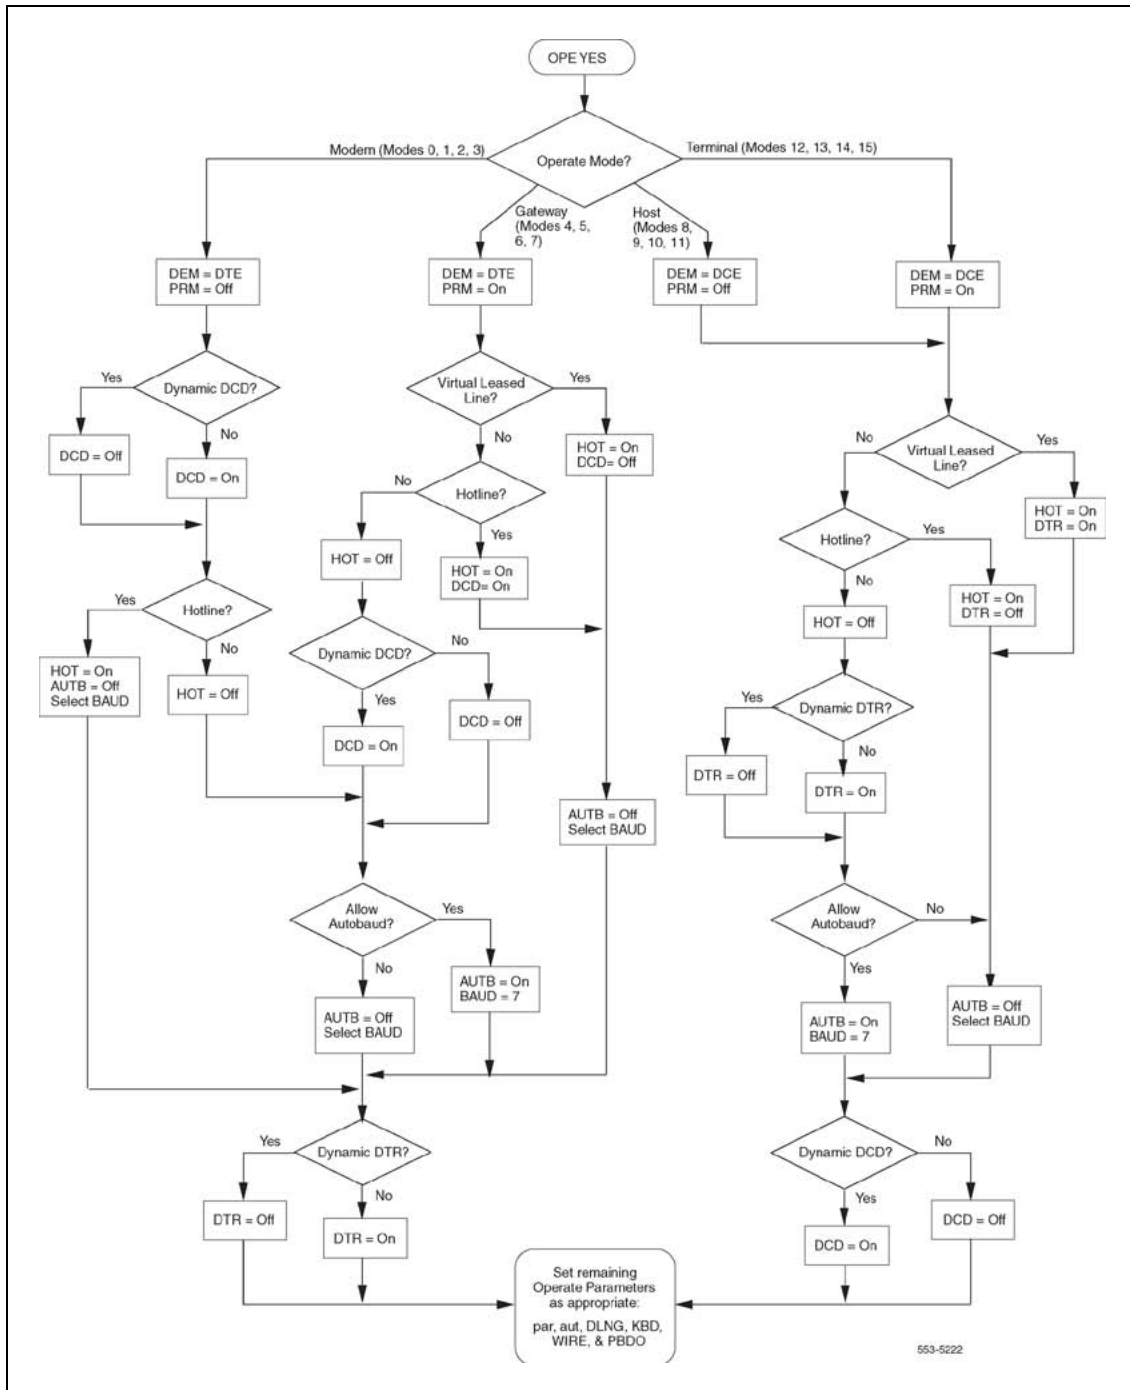 OPE YES
Operate Mode?
Modem (Modes 0, 1, 2, 3)
Terminal (Modes 12, 13, 14, 15)
Gateway
(Modes 4, 5,
6, 7)
Host
(Modes 8,
9, 10, 11)
DEM = DTE
PRM = Off
DEM = DTE
PRM = On
DEM = DCE
PRM = Off
DEM = DCE
PRM = On
Dynamic DCD?
Yes
No
DCD = Off
DCD = On
Hotline?
Yes
No
HOT = On
AUTB = Off
Select BAUD
HOT = Off
Virtual Leased
Line?
Yes
No
HOT = On
DCD= Off
Hotline?
No
Yes
HOT = Off
HOT = On
DCD= On
Dynamic DCD?
No
Yes
DCD = On
DCD = Off
AUTB = Off
Select BAUD
Allow
Autobaud?
Yes
No
AUTB = On
BAUD = 7
AUTB = Off
Select BAUD
Dynamic DTR?
Yes
No
DTR = Off
DTR = On
Virtual Leased
Line?
No
Yes
HOT = On
DTR = On
Hotline?
Yes
No
HOT = On
DTR = Off
HOT = Off
Dynamic DTR?
Yes
No
DTR = Off
DTR = On
Allow
Autobaud?
No
Yes
AUTB = On
BAUD = 7
AUTB = Off
Select BAUD
Dynamic DCD?
No
Yes
DCD = On
DCD = Off
Set remaining
Operate Parameters
as appropriate:
par, aut, DLNG, KBD,
WIRE, & PBDO
553-5222